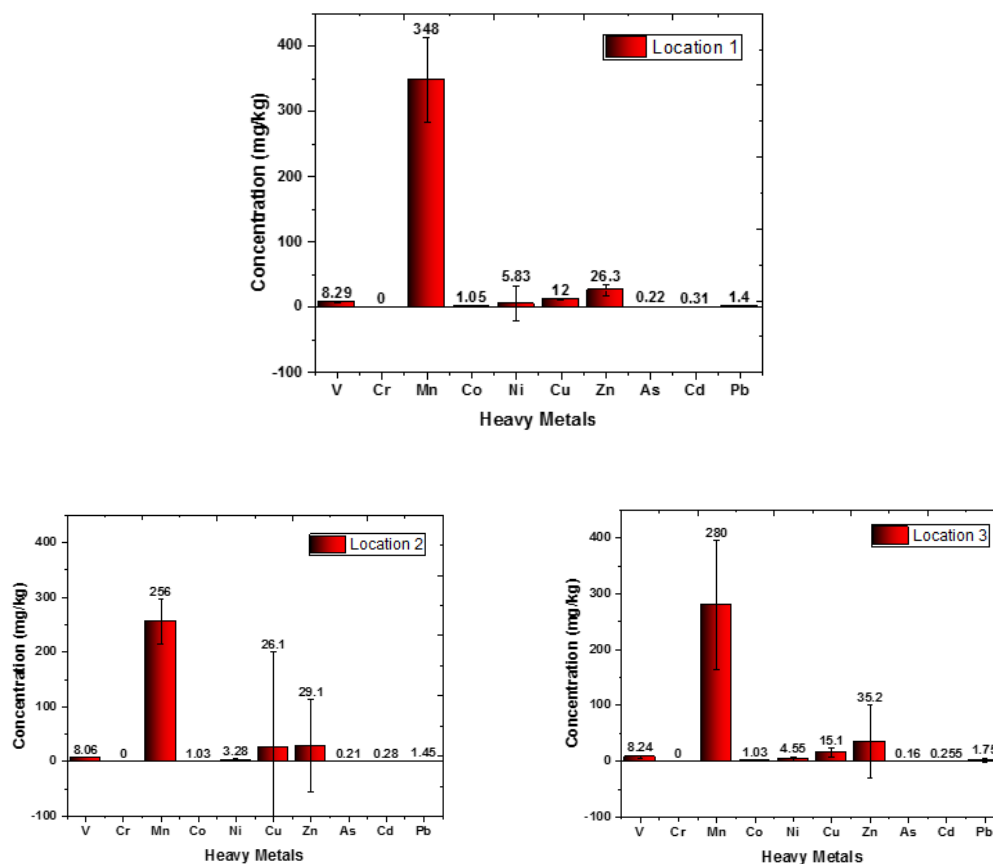 348
400
Location 1
300
Concentration (mg/kg)
200
100
8.29 0 1.05 5.83 12 26.3 0.22 0.31 1.4
0
-100
V Cr Mn Co Ni Cu Zn As Cd Pb
Heavy Metals
400
Location 2
300
256
Concentration (mg/kg)
200
26.1
100
29.1
8.06 0 1.03 3.28 0.21 0.28 1.45
0
-100
V Cr Mn Co Ni Cu Zn As Cd Pb
Heavy Metals
400
280
Location 3
300
Concentration (mg/kg)
200
100
35.2
8.24 0 1.03 4.55 15.1 0.16 0.255 1.75
0
-100
V Cr Mn Co Ni Cu Zn As Cd Pb
Heavy Metals